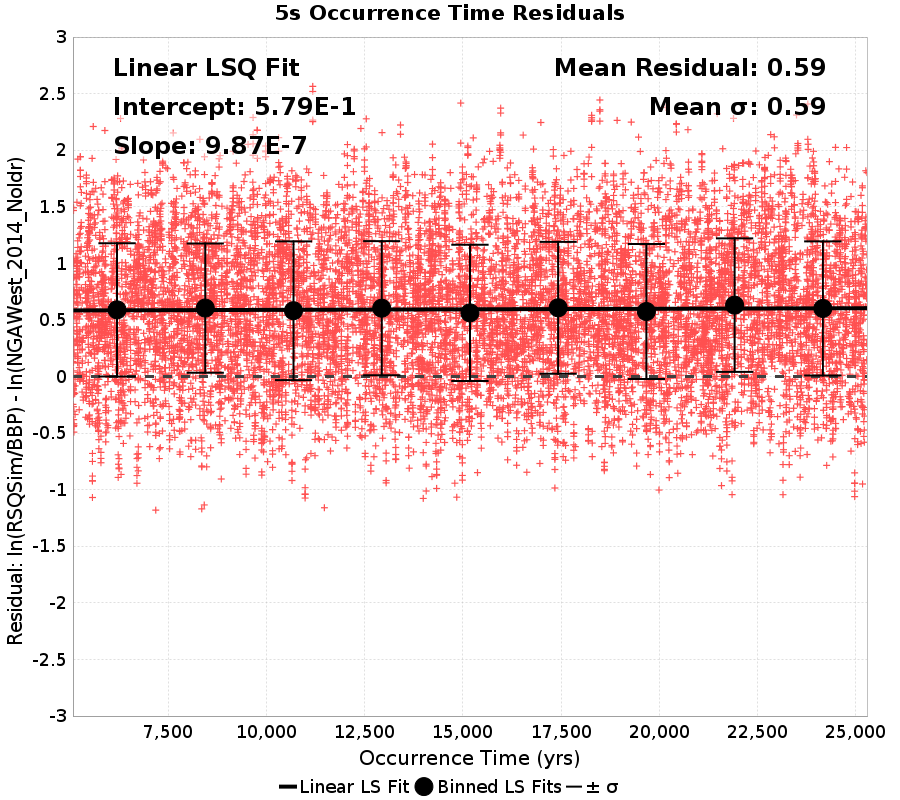 5s Occurrence Time Residuals
Residual: ln(RSQSim/BBP) - ln(NGAWest_2014_NoIdr)
3
2.5
2
1.5
1
0.5
0
-0.5
-1
-1.5
-2
-2.5
-3
Linear LSQ Fit
Intercept: 5.79E-1
Slope: 9.87E-7
Mean Residual: 0.59
Mean σ: 0.59
7,500 10,000 12,500 15,000 17,500 20,000 22,500 25,000
Occurrence Time (yrs)
Linear LS Fit Binned LS Fits ± σ